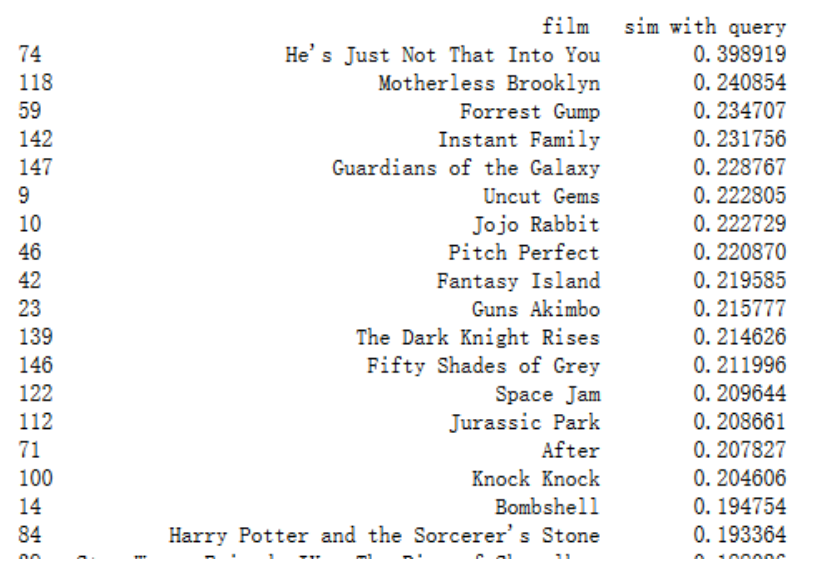 film sim with query
74 He's Just Not That Into You 0.398919
118 Motherless Brooklyn 0.240854
59 Forrest Gump 0.234707
142 Instant Family 0.231756
147 Guardians of the Galaxy 0.228767
9 Uncut Gems 0.222805
10 Jojo Rabbit 0.222729
46 Pitch Perfect 0.220870
42 Fantasy Island 0.219585
23 Guns Akimbo 0.215777
139 The Dark Knight Rises 0.214626
146 Fifty Shades of Grey 0.211996
122 Space Jam 0.209644
112 Jurassic Park 0.208661
71 After 0.207827
100 Knock Knock 0.204606
14 Bombshell 0.194754
84 Harry Potter and the Sorcerer's Stone 0.193364